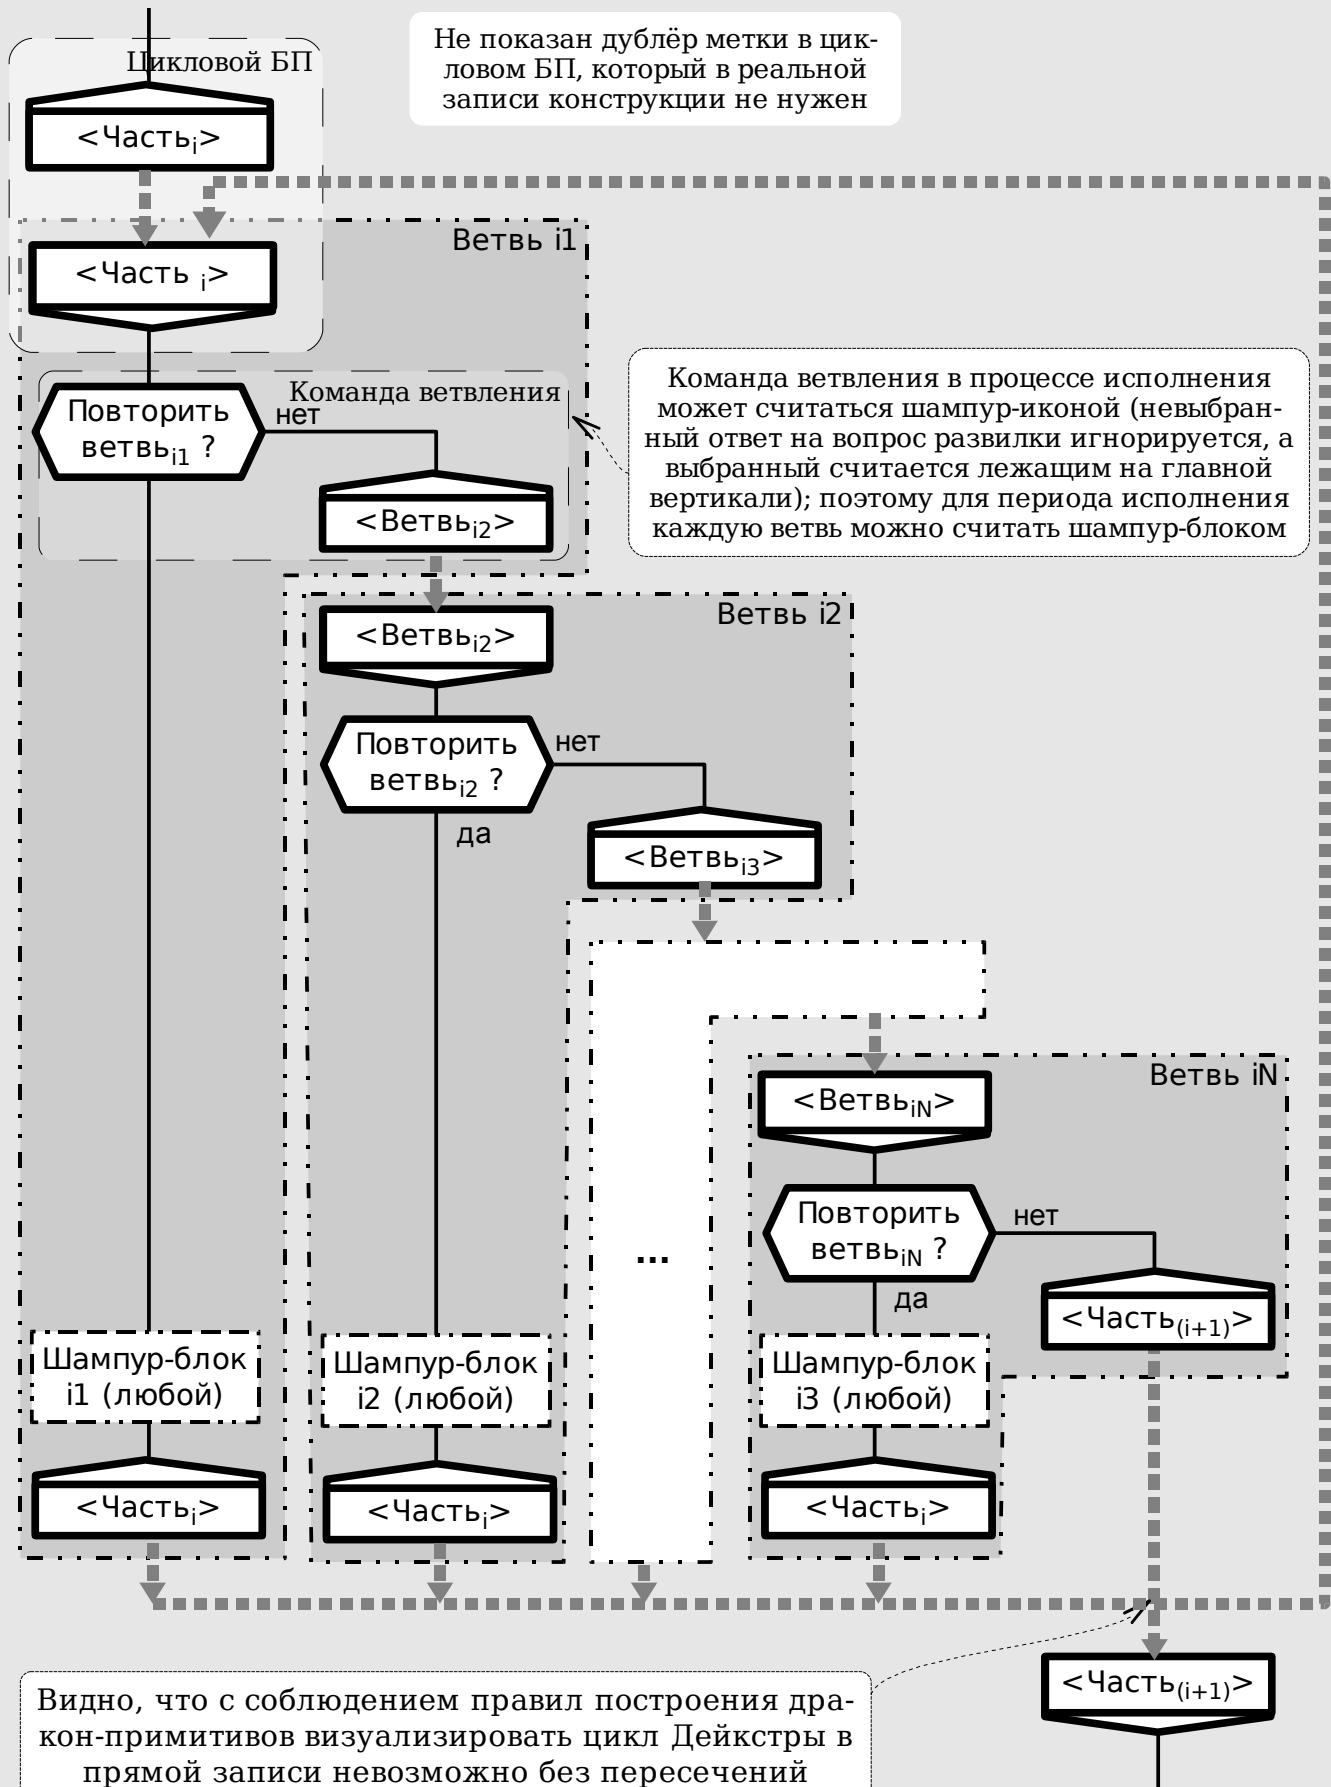 Не показан дублёр метки в цик-
ловом БП, который в реальной
записи конструкции не нужен
Цикловой БП
<Частьi>
<Часть i>
Ветвь i1
Команда ветвления
Повторить
ветвьi1 ?
нет
<Ветвьi2>
Команда ветвления в процессе исполнения
может считаться шампур-иконой (невыбран-
ный ответ на вопрос развилки игнорируется, а
выбранный считается лежащим на главной
вертикали); поэтому для периода исполнения
каждую ветвь можно считать шампур-блоком
Ветвь i2
<Ветвьi2>
Повторить
ветвьi2 ?
нет
да
<Ветвьi3>
Ветвь iN
<ВетвьiN>
Повторить
ветвьiN ?
нет
да
<Часть(i+1)>
...
Шампур-блок
i1 (любой)
Шампур-блок
i2 (любой)
Шампур-блок
i3 (любой)
<Частьi>
<Частьi>
<Частьi>
<Часть(i+1)>
Видно, что с соблюдением правил построения дра-
кон-примитивов визуализировать цикл Дейкстры в
прямой записи невозможно без пересечений